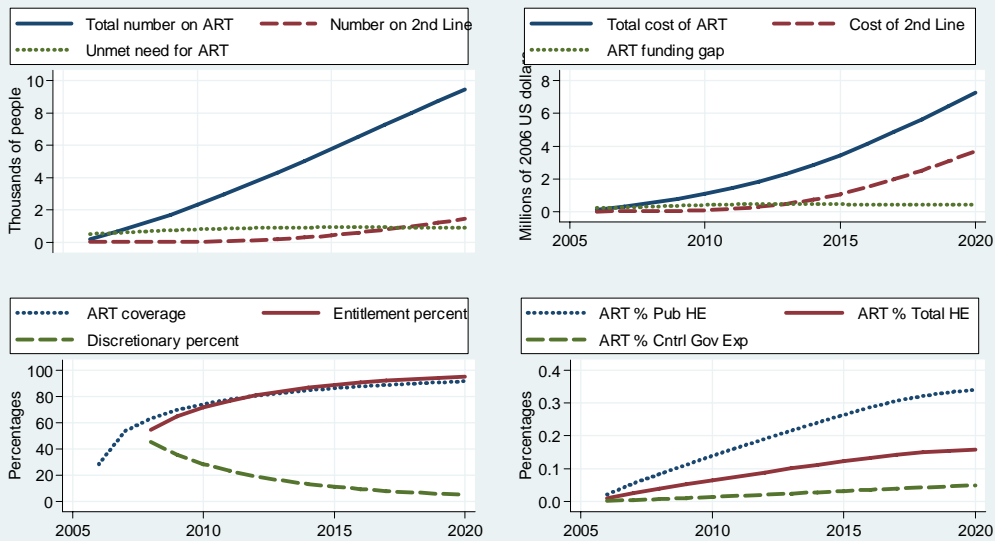 Total number on ART
Number on 2nd Line
Unmet need for ART
Thousands of people
10
8
6
4
2
0
Total cost of ART
Cost of 2nd Line
ART funding gap
Millions of 2006 US dolla
8
6
4
2
0
2005 2010 2015 2020
ART coverage
Entitlement percent
Discretionary percent
Percentages
100
80
60
40
20
0
2005 2010 2015 2020
ART % Pub HE
ART % Total HE
ART % Cntrl Gov Exp
Percentages
0.4
0.3
0.2
0.1
0.0
2005 2010 2015 2020